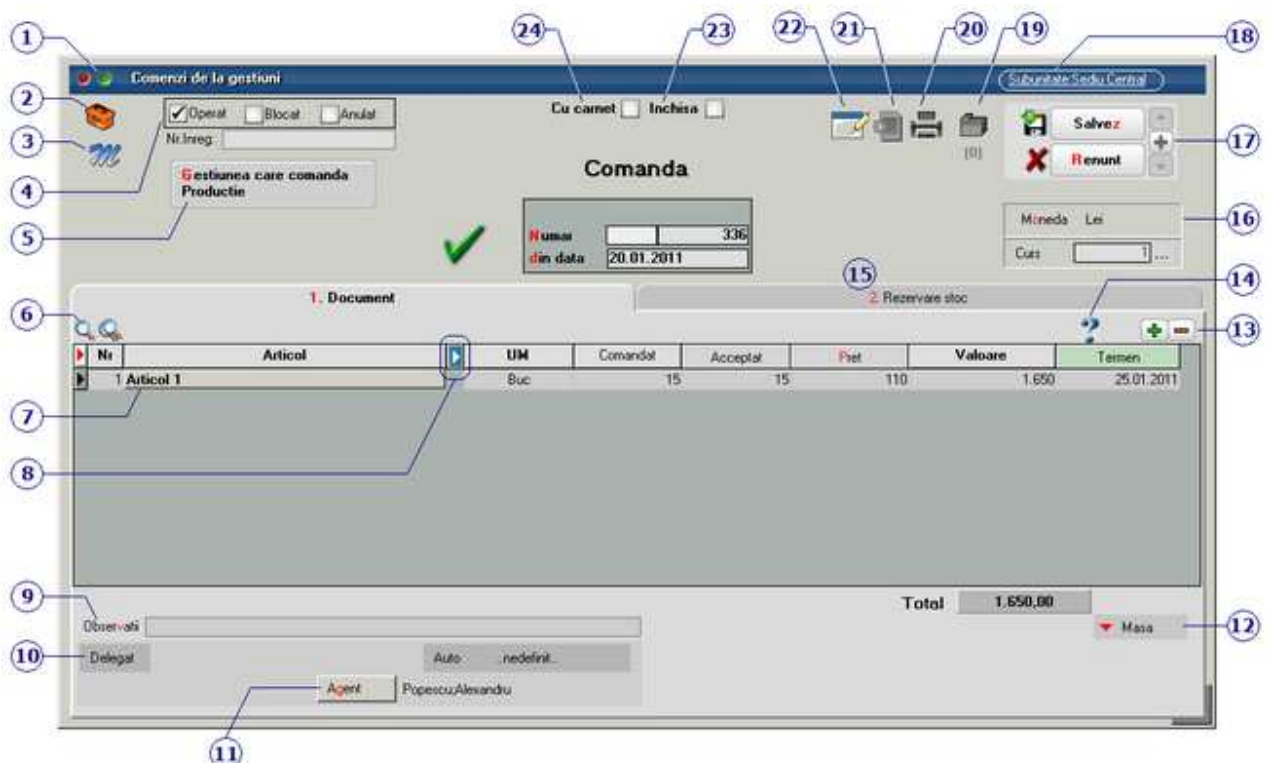 24 23 22 21 20 19
1 18
Comenzi de la gestiuni Subunitate Sediu Central
2 Operat Blocat Anulat Cu carnet Inchisa
Nr.Inreg (0) Salvez
3 Renunt 17
4 Gestiunea care comanda Comanda
Productie
5 Moneda Lei 16
Numar 336 Curs 1 ...
din data 20.01.2011
15 14
1. Document 2. Rezervare stoc
6 13
Nr Articol UM Comandat Acceptat Pret Valoare Termen
1 Articol 1 Buc 15 15 110 1.650 25.01.2011
7
8
9 Total 1.650,00
Observatii Masa 12
10 Delegat Auto ..nedefinit..
Agent Popescu;Alexandru
11